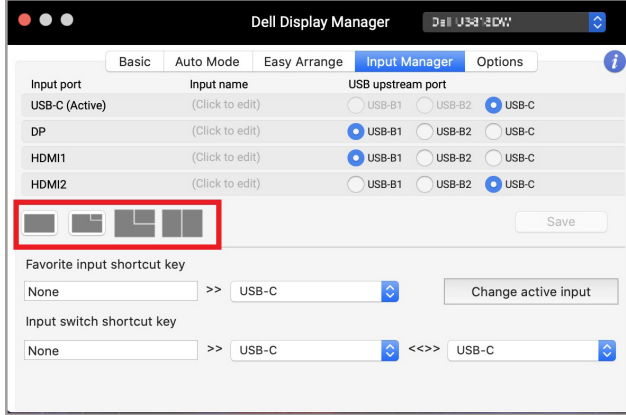 Dell Display Manager
Basic Auto Mode Easy Arrange Input Manager Options i
Input port Input name USB upstream port
USB-C (Active) (Click to edit) USB-B1 USB-B2 USB-C
DP (Click to edit) USB-B1 USB-B2 USB-C
HDMI1 (Click to edit) USB-B1 USB-B2 USB-C
HDMI2 (Click to edit) USB-B1 USB-B2 USB-C
Save
Favorite input shortcut key
None >> USB-C Change active input
Input switch shortcut key
None >> USB-C <<>> USB-C